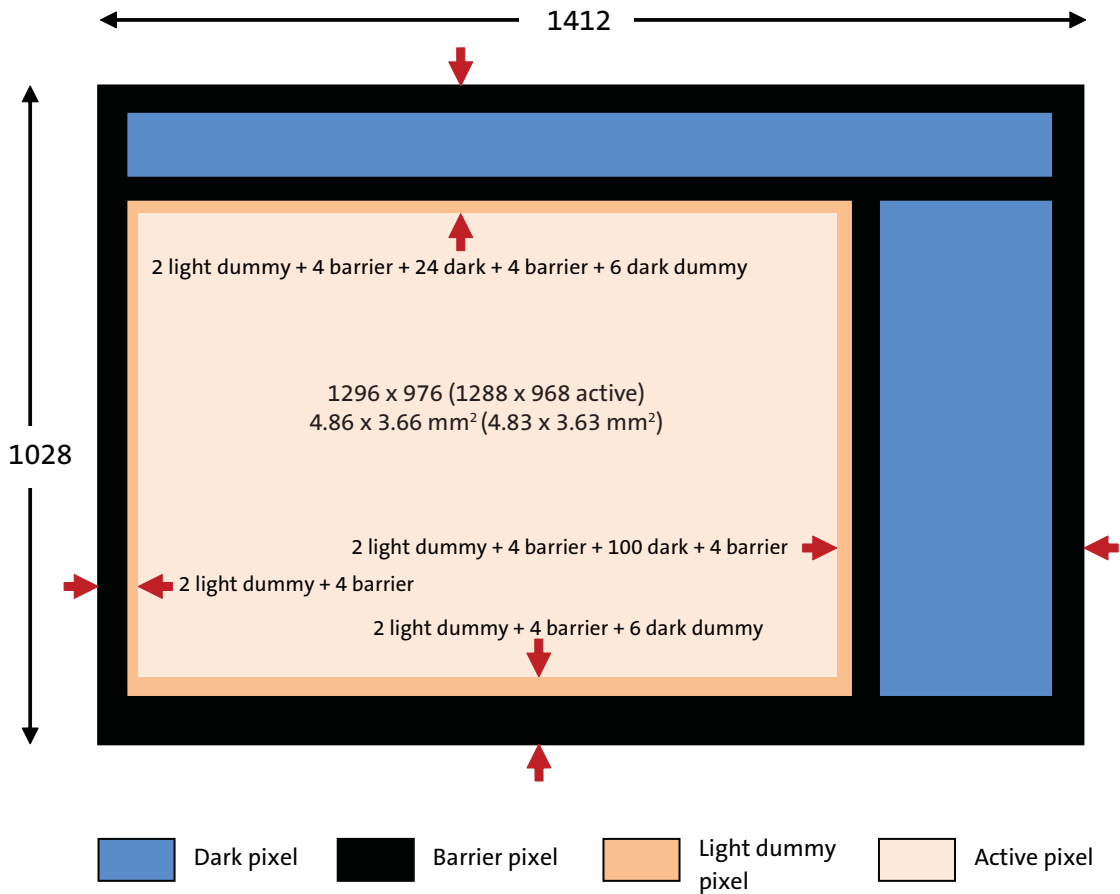 1412
2 light dummy + 4 barrier + 24 dark + 4 barrier + 6 dark dummy
1296 x 976 (1288 x 968 active)
4.86 x 3.66 mm² (4.83 x 3.63 mm²)
1028
2 light dummy + 4 barrier + 100 dark + 4 barrier
2 light dummy + 4 barrier
2 light dummy + 4 barrier + 6 dark dummy
Dark pixel
Barrier pixel
Light dummy
pixel
Active pixel